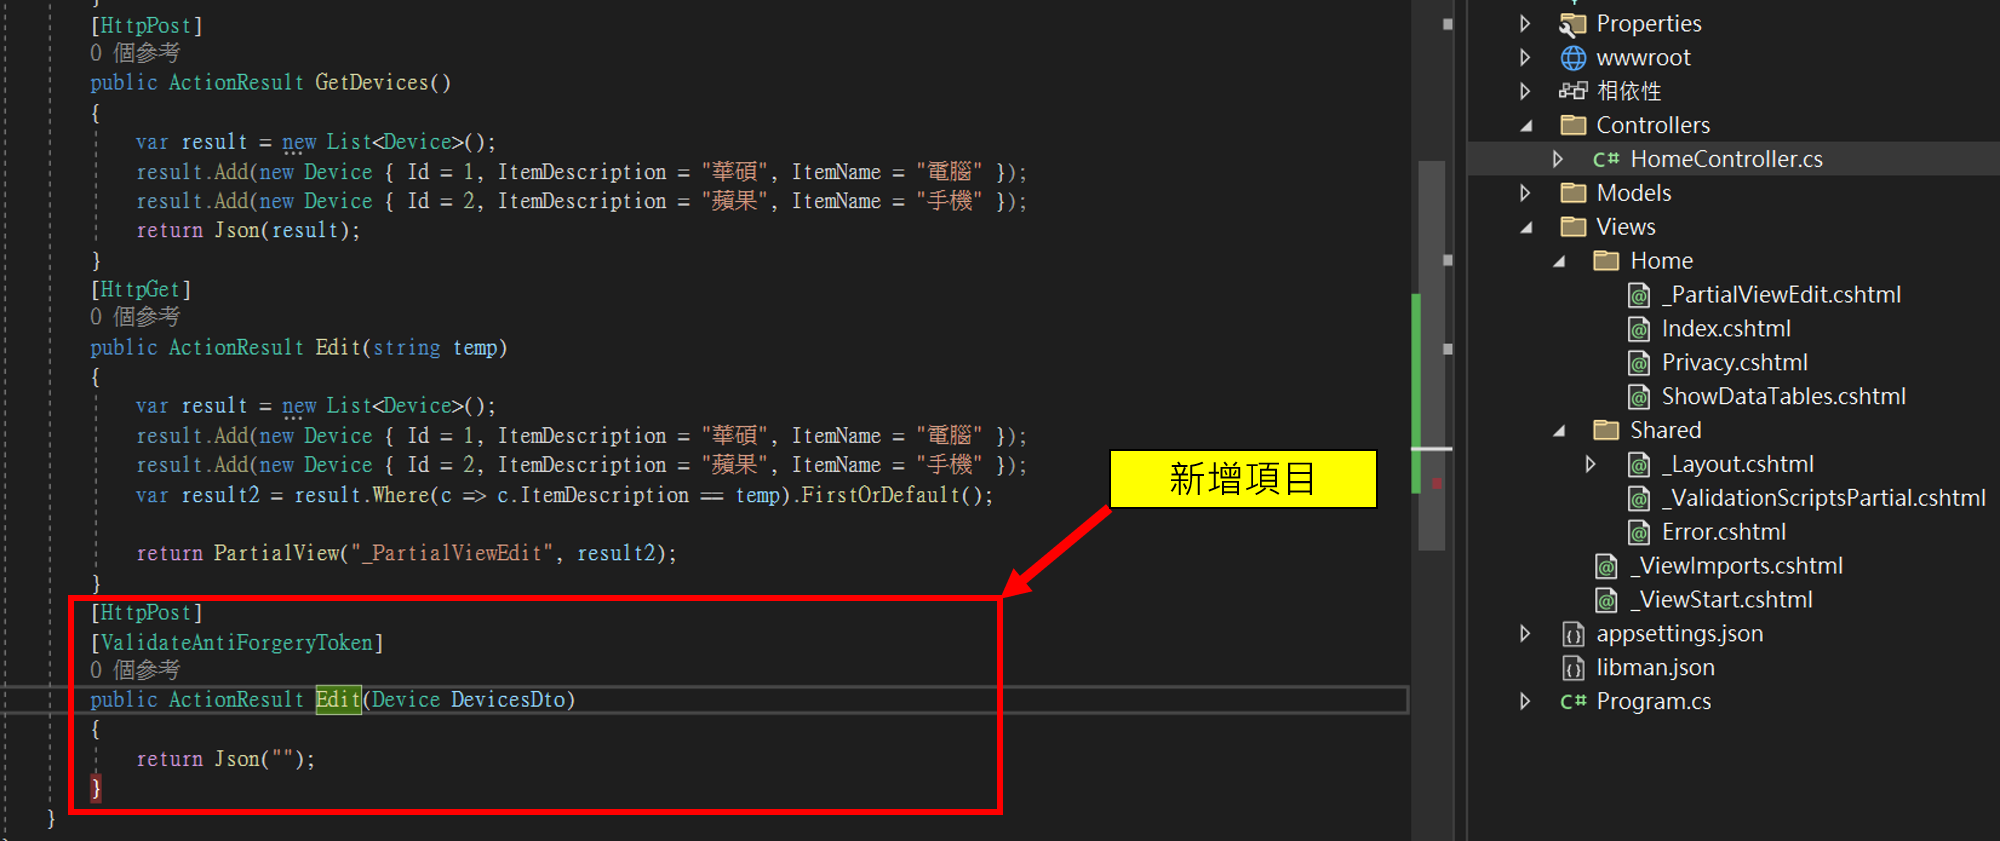 }
[HttpPost]
0 個參考
public ActionResult GetDevices()
{
var result = new List<Device>();
result.Add(new Device { Id = 1, ItemDescription = "華碩", ItemName = "電腦" });
result.Add(new Device { Id = 2, ItemDescription = "蘋果", ItemName = "手機" });
return Json(result);
}
[HttpGet]
0 個參考
public ActionResult Edit(string temp)
{
var result = new List<Device>();
result.Add(new Device { Id = 1, ItemDescription = "華碩", ItemName = "電腦" });
result.Add(new Device { Id = 2, ItemDescription = "蘋果", ItemName = "手機" });
var result2 = result.Where(c => c.ItemDescription == temp).FirstOrDefault();
return PartialView("_PartialViewEdit", result2);
}
[HttpPost]
[ValidateAntiForgeryToken]
0 個參考
public ActionResult Edit(Device DevicesDto)
{
return Json("");
}
}
新增項目
Properties
wwwroot
相依性
Controllers
C# HomeController.cs
Models
Views
Home
_PartialViewEdit.cshtml
Index.cshtml
Privacy.cshtml
ShowDataTables.cshtml
Shared
_Layout.cshtml
_ValidationScriptsPartial.cshtml
Error.cshtml
_ViewImports.cshtml
_ViewStart.cshtml
appsettings.json
libman.json
C# Program.cs